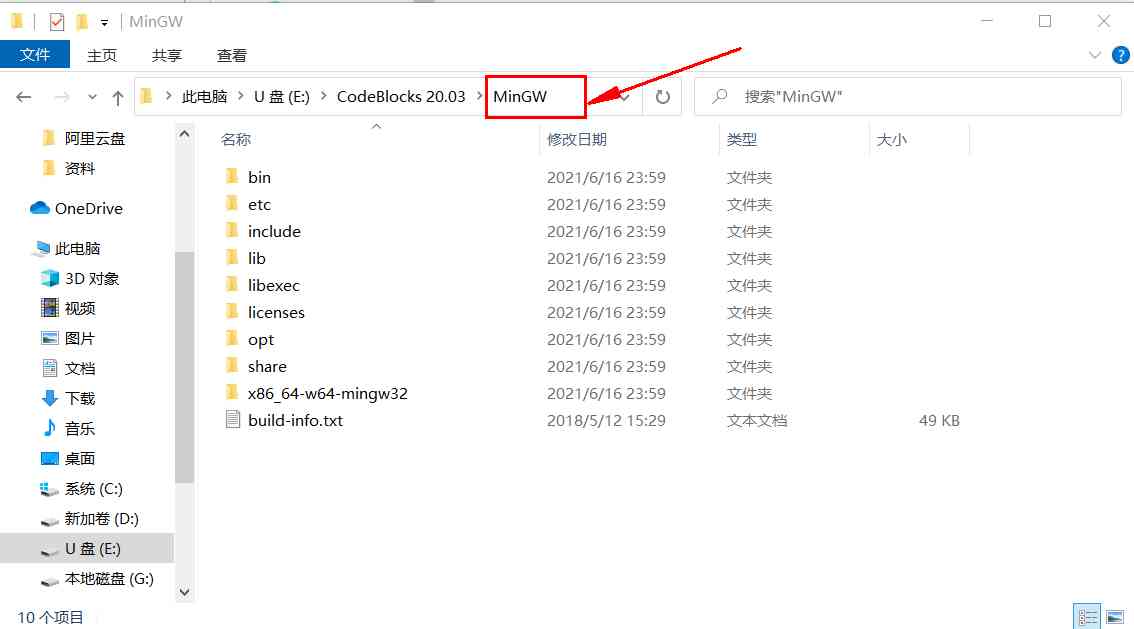 MinGW
文件 主页 共享 查看 ?
此电脑 U 盘 (E:) CodeBlocks 20.03 MinGW 搜索"MinGW"
阿里云盘
资料
OneDrive
此电脑
3D 对象
视频
图片
文档
下载
音乐
桌面
系统 (C:)
新加卷 (D:)
U 盘 (E:)
本地磁盘 (G:)
名称 修改日期 类型 大小
bin 2021/6/16 23:59 文件夹
etc 2021/6/16 23:59 文件夹
include 2021/6/16 23:59 文件夹
lib 2021/6/16 23:59 文件夹
libexec 2021/6/16 23:59 文件夹
licenses 2021/6/16 23:59 文件夹
opt 2021/6/16 23:59 文件夹
share 2021/6/16 23:59 文件夹
x86_64-w64-mingw32 2021/6/16 23:59 文件夹
build-info.txt 2018/5/12 15:29 文本文档 49 KB
10 个项目